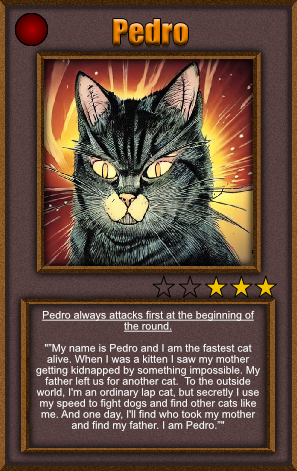 Pedro
Pedro always attacks first at the beginning of
the round.
""My name is Pedro and I am the fastest cat
alive. When I was a kitten I saw my mother
getting kidnapped by something impossible. My
father left us for another cat.  To the outside
world, I'm an ordinary lap cat, but secretly I use
my speed to fight dogs and find other cats like
me. And one day, I'll find who took my mother
and find my father. I am Pedro.""